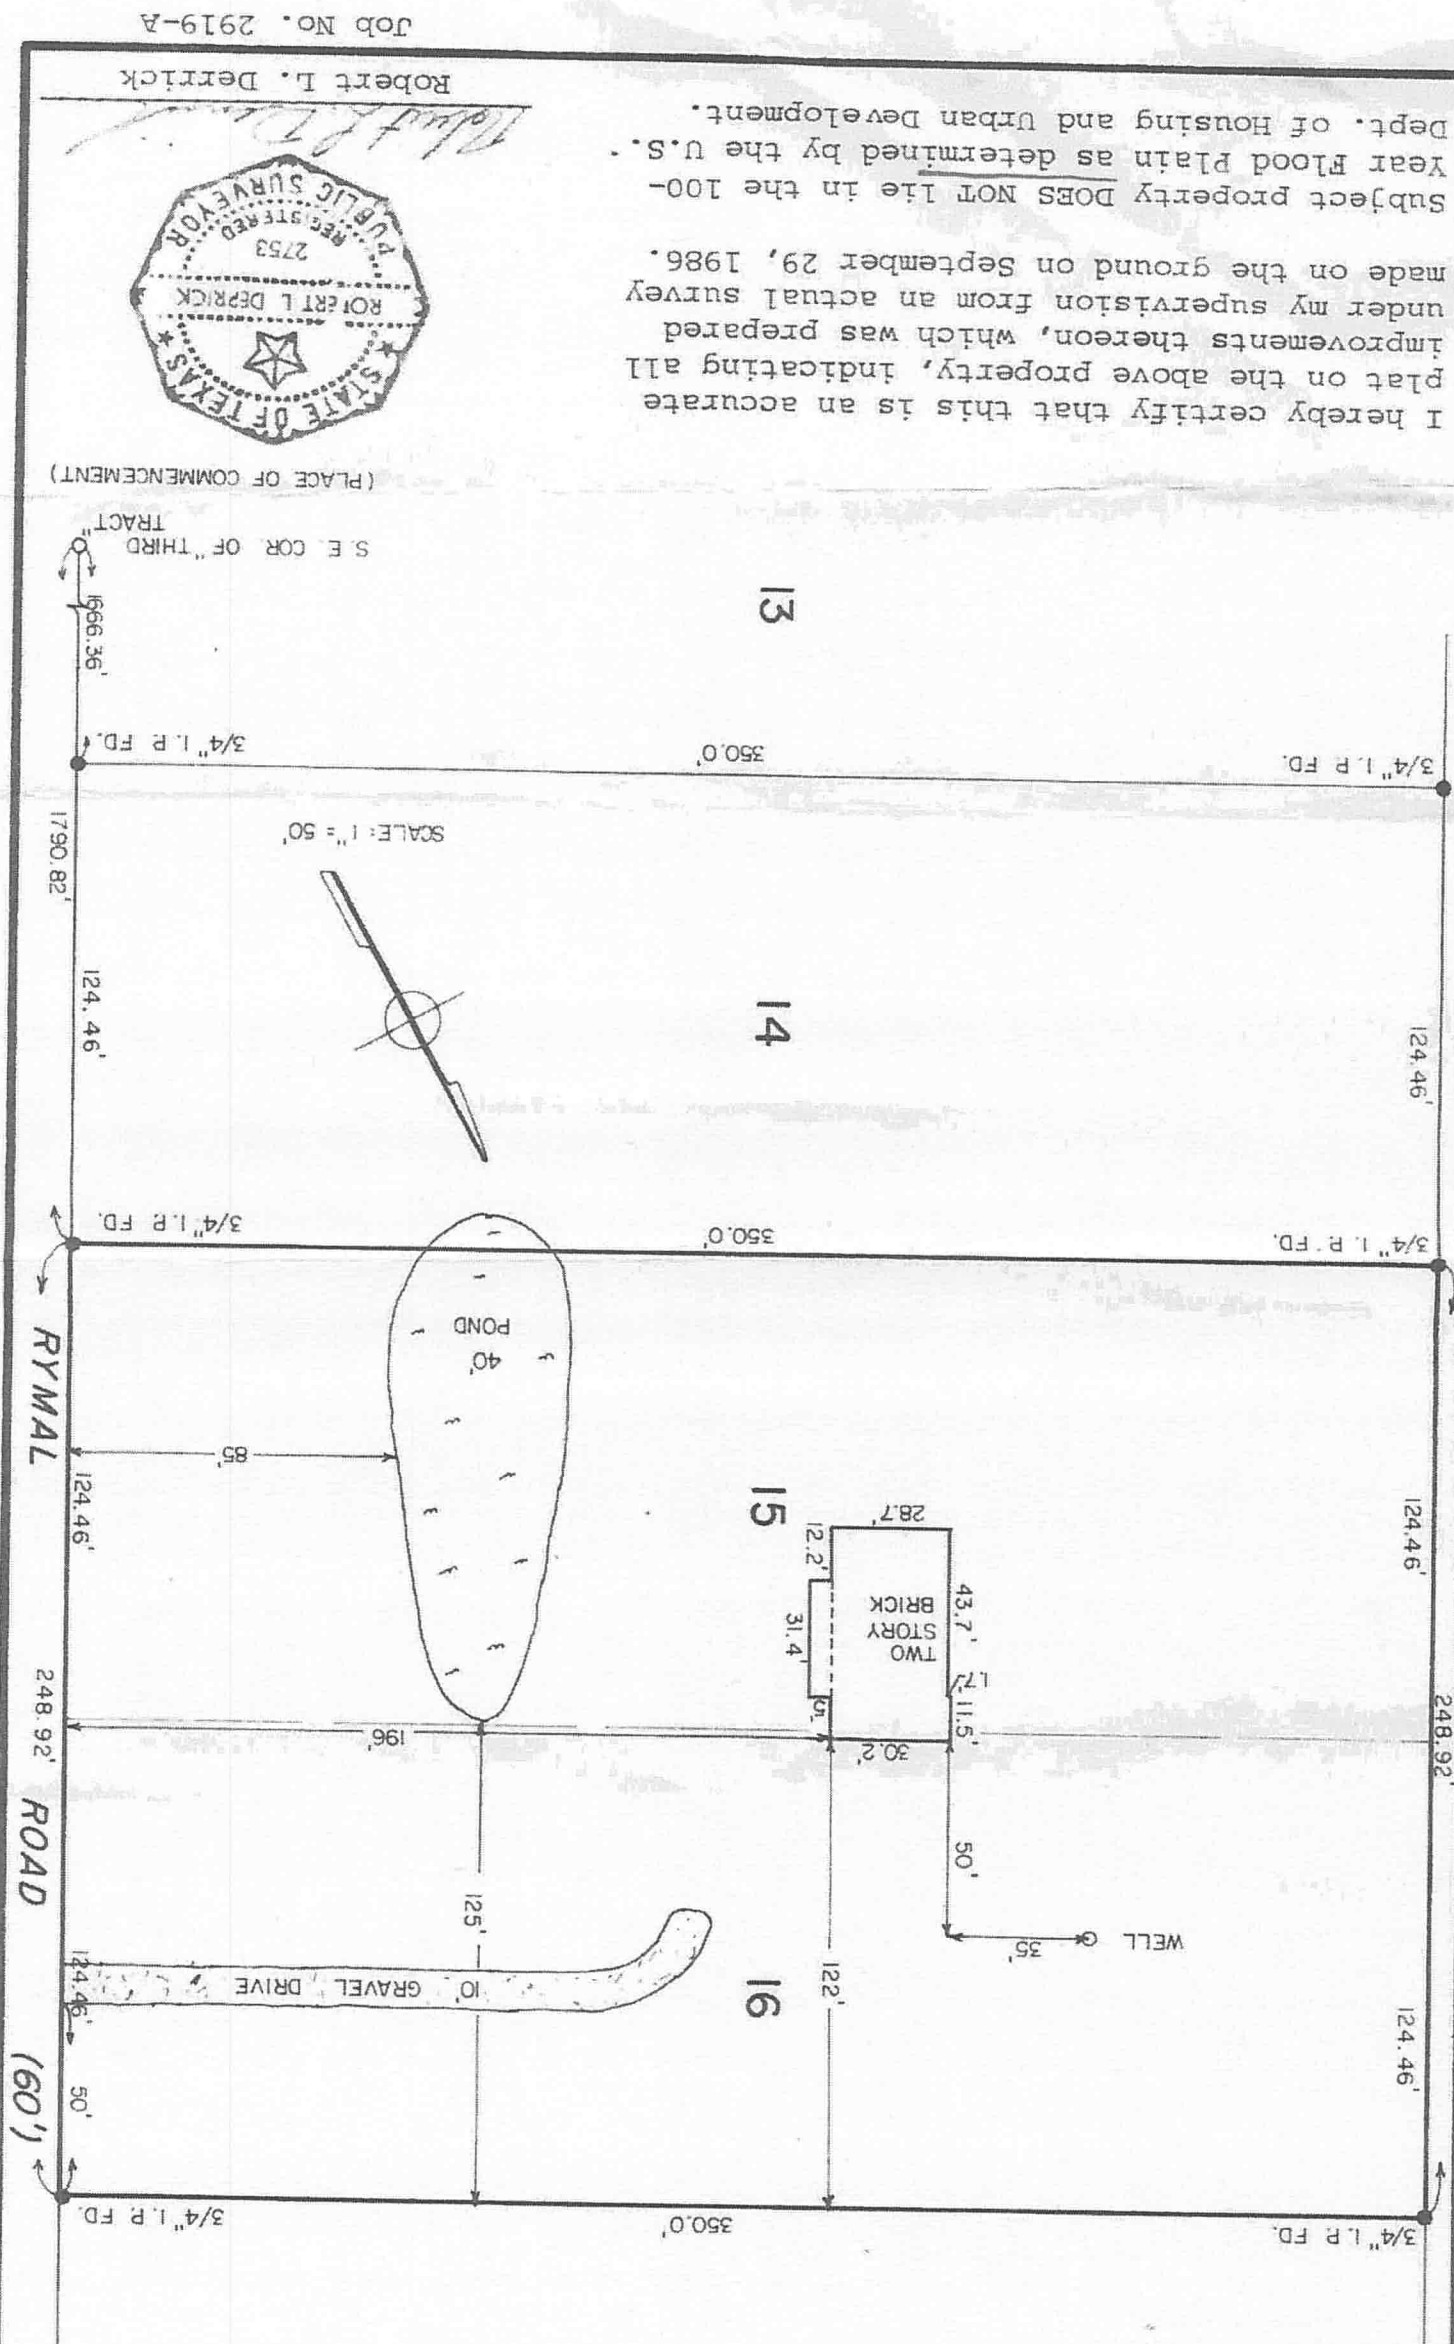 3/4" I. P. FD.
350.0'
3/4" I. P. FD.
(60')
50'
124.46'
124.46'
122'
16
10' GRAVEL DRIVE
WELL
35'
50'
125'
ROAD
248.92'
248.92'
196'
30.2'
11.5'
1.7'
5'
TWO
STORY
BRICK
43.7'
31.4'
12.2'
28.7'
15
124.46'
124.46'
85'
40'
POND
RYMAL
3/4" I. P. FD.
350.0'
3/4" I. P. FD.
14
124.46'
124.46'
1790.82'
SCALE: 1" = 50'
3/4" I. P. FD.
350.0'
3/4" I. P. FD.
1666.36'
13
S. E. COR. OF "THIRD
TRACT"
(PLACE OF COMMENCEMENT)
I hereby certify that this is an accurate
plat on the above property, indicating all
improvements thereon, which was prepared
under my supervision from an actual survey
made on the ground on September 29, 1986.
Subject property DOES NOT lie in the 100-
Year Flood Plain as determined by the U.S.
Dept. of Housing and Urban Development.
STATE OF TEXAS
ROBERT L. DERRICK
2753
REGISTERED
PUBLIC SURVEYOR
Robert L. Derrick
Robert L. Derrick
Job No. 2919-A